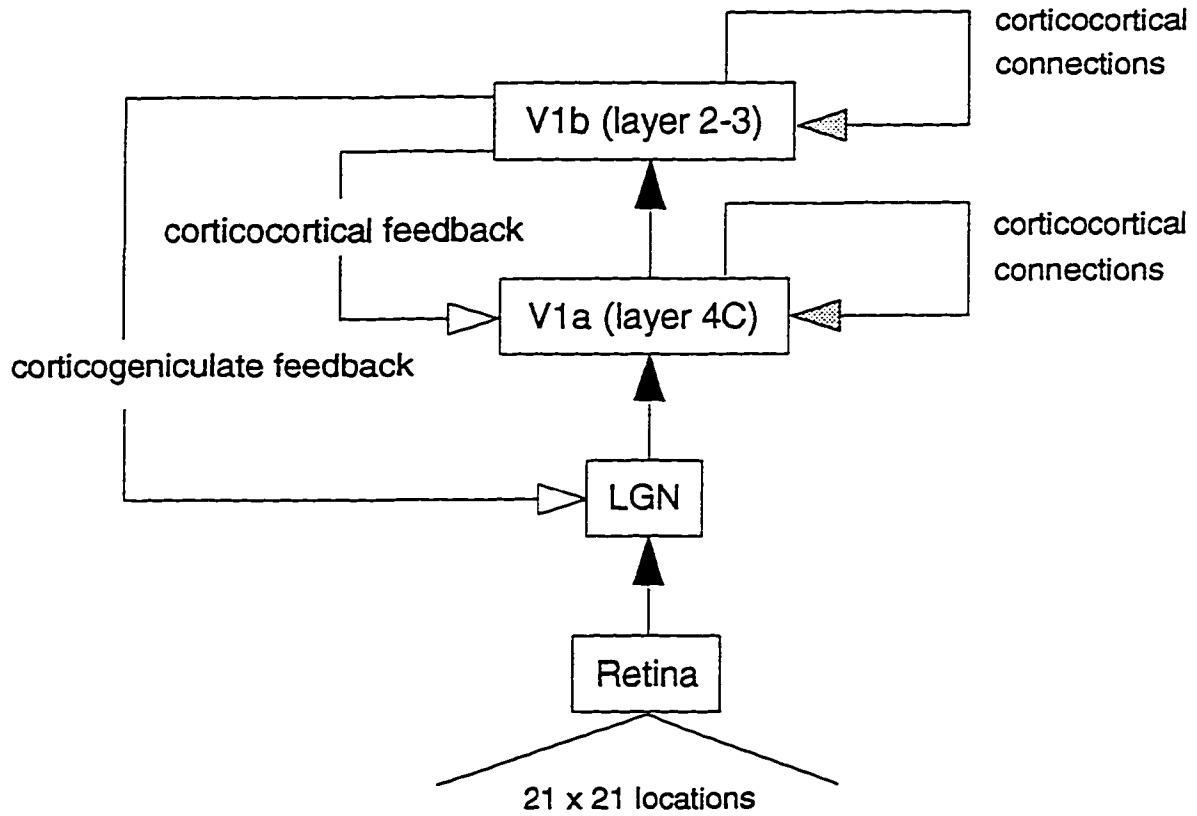 corticocortical
connections
V1b (layer 2-3)
corticocortical feedback
corticocortical
connections
V1a (layer 4C)
corticogeniculate feedback
LGN
Retina
21 x 21 locations